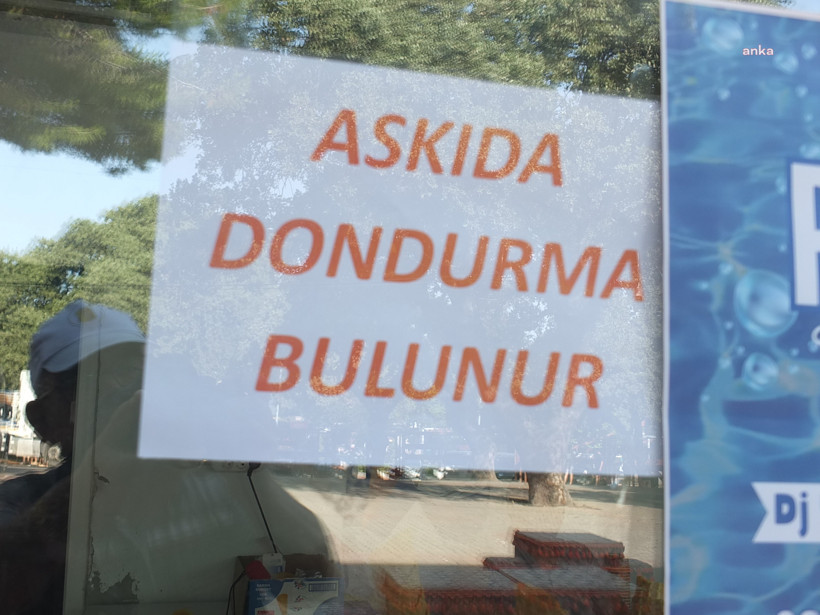 anka
ASKIDA
DONDURMA
BULUNUR
Dj